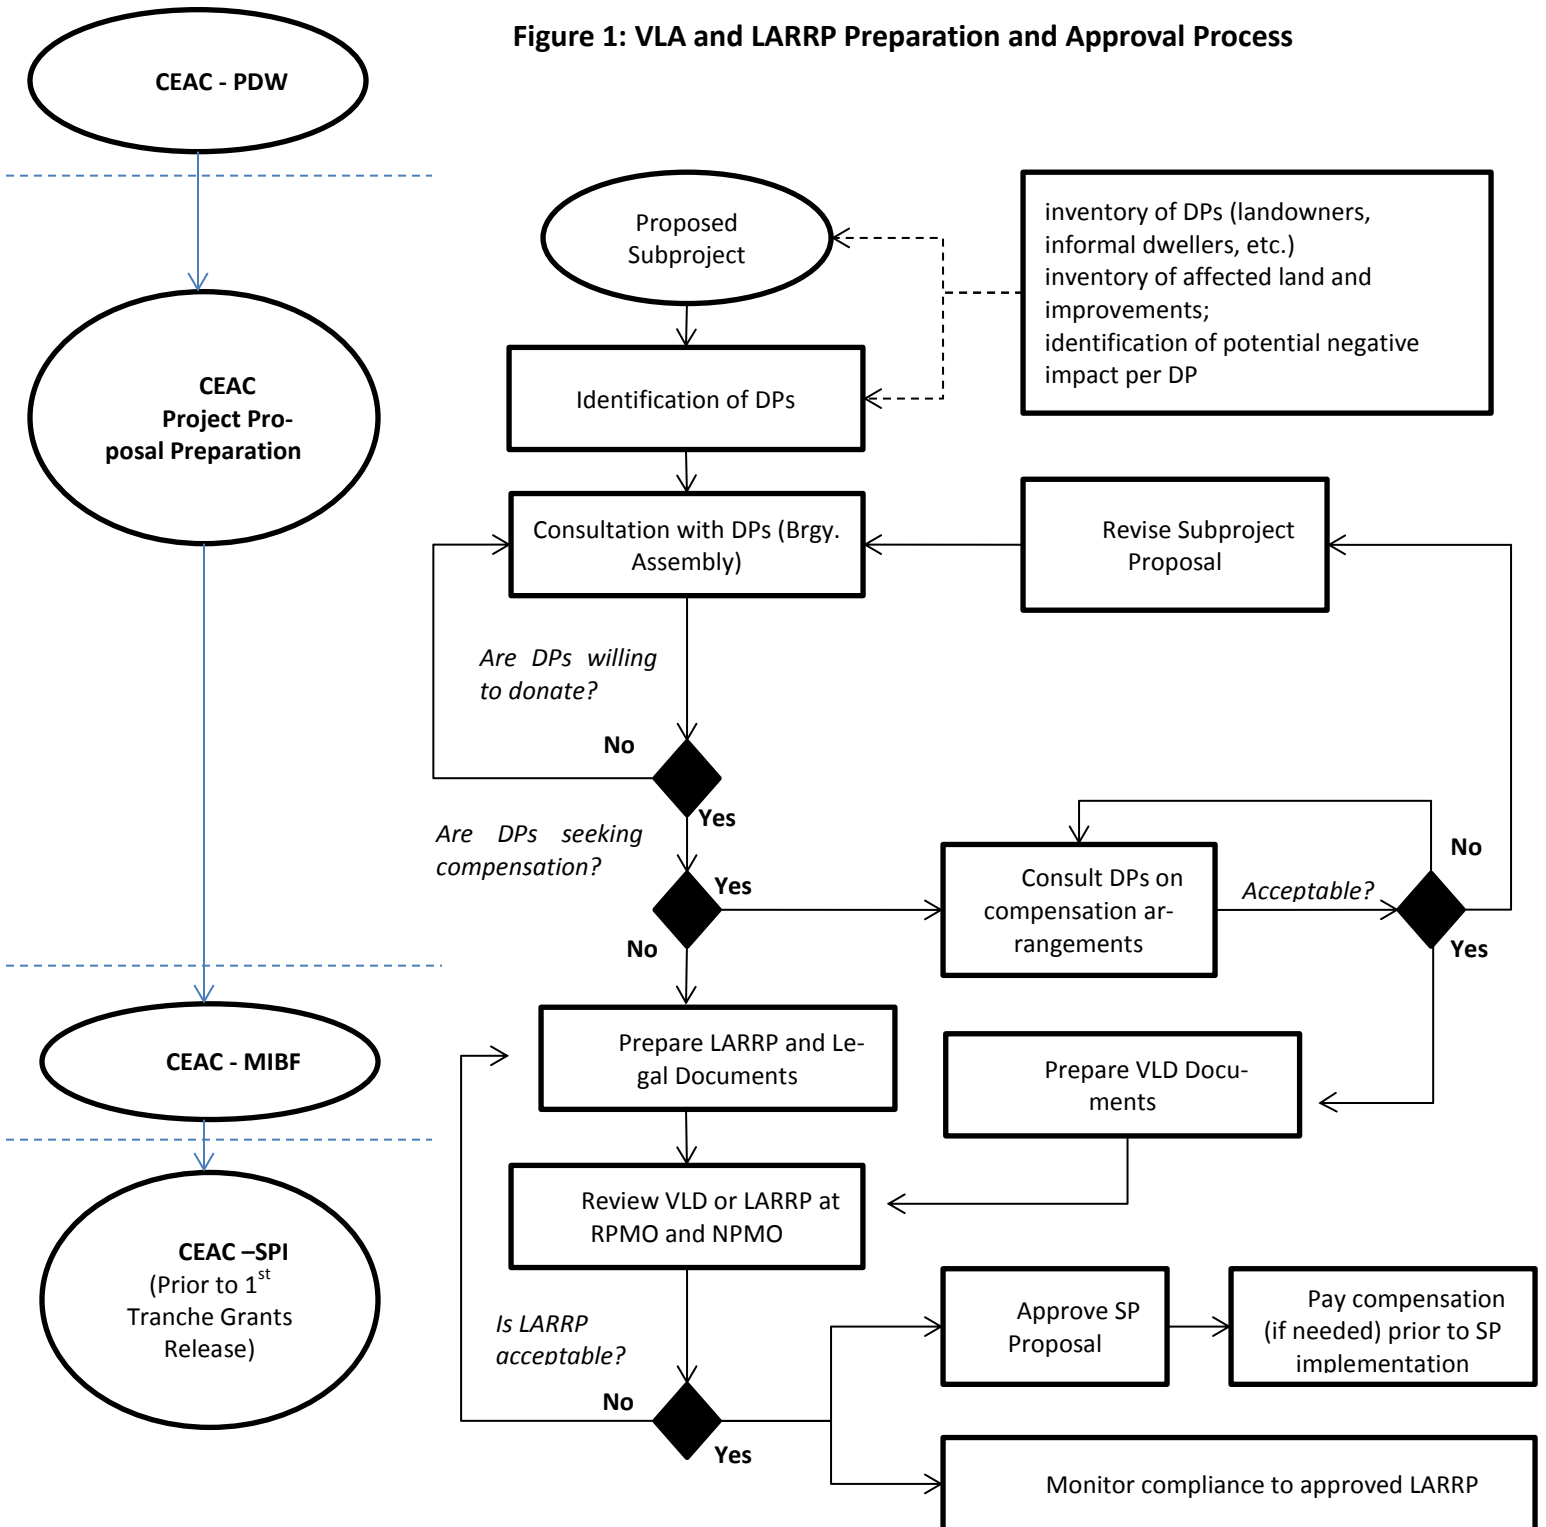 Figure 1: VLA and LARRP Preparation and Approval Process
CEAC - PDW
CEAC
Project Pro-
posal Preparation
CEAC - MIBF
CEAC –SPI
(Prior to 1st
Tranche Grants
Release)
Proposed
Subproject
inventory of DPs (landowners,
informal dwellers, etc.)
inventory of affected land and
improvements;
identification of potential negative
impact per DP
Identification of DPs
Consultation with DPs (Brgy.
Assembly)
Revise Subproject
Proposal
Are DPs willing
to donate?
No
Yes
Are DPs seeking
compensation?
Yes
No
Consult DPs on
compensation ar-
rangements
Acceptable?
No
Yes
Prepare LARRP and Le-
gal Documents
Prepare VLD Docu-
ments
Review VLD or LARRP at
RPMO and NPMO
Is LARRP
acceptable?
No
Yes
Approve SP
Proposal
Pay compensation
(if needed) prior to SP
implementation
Monitor compliance to approved LARRP